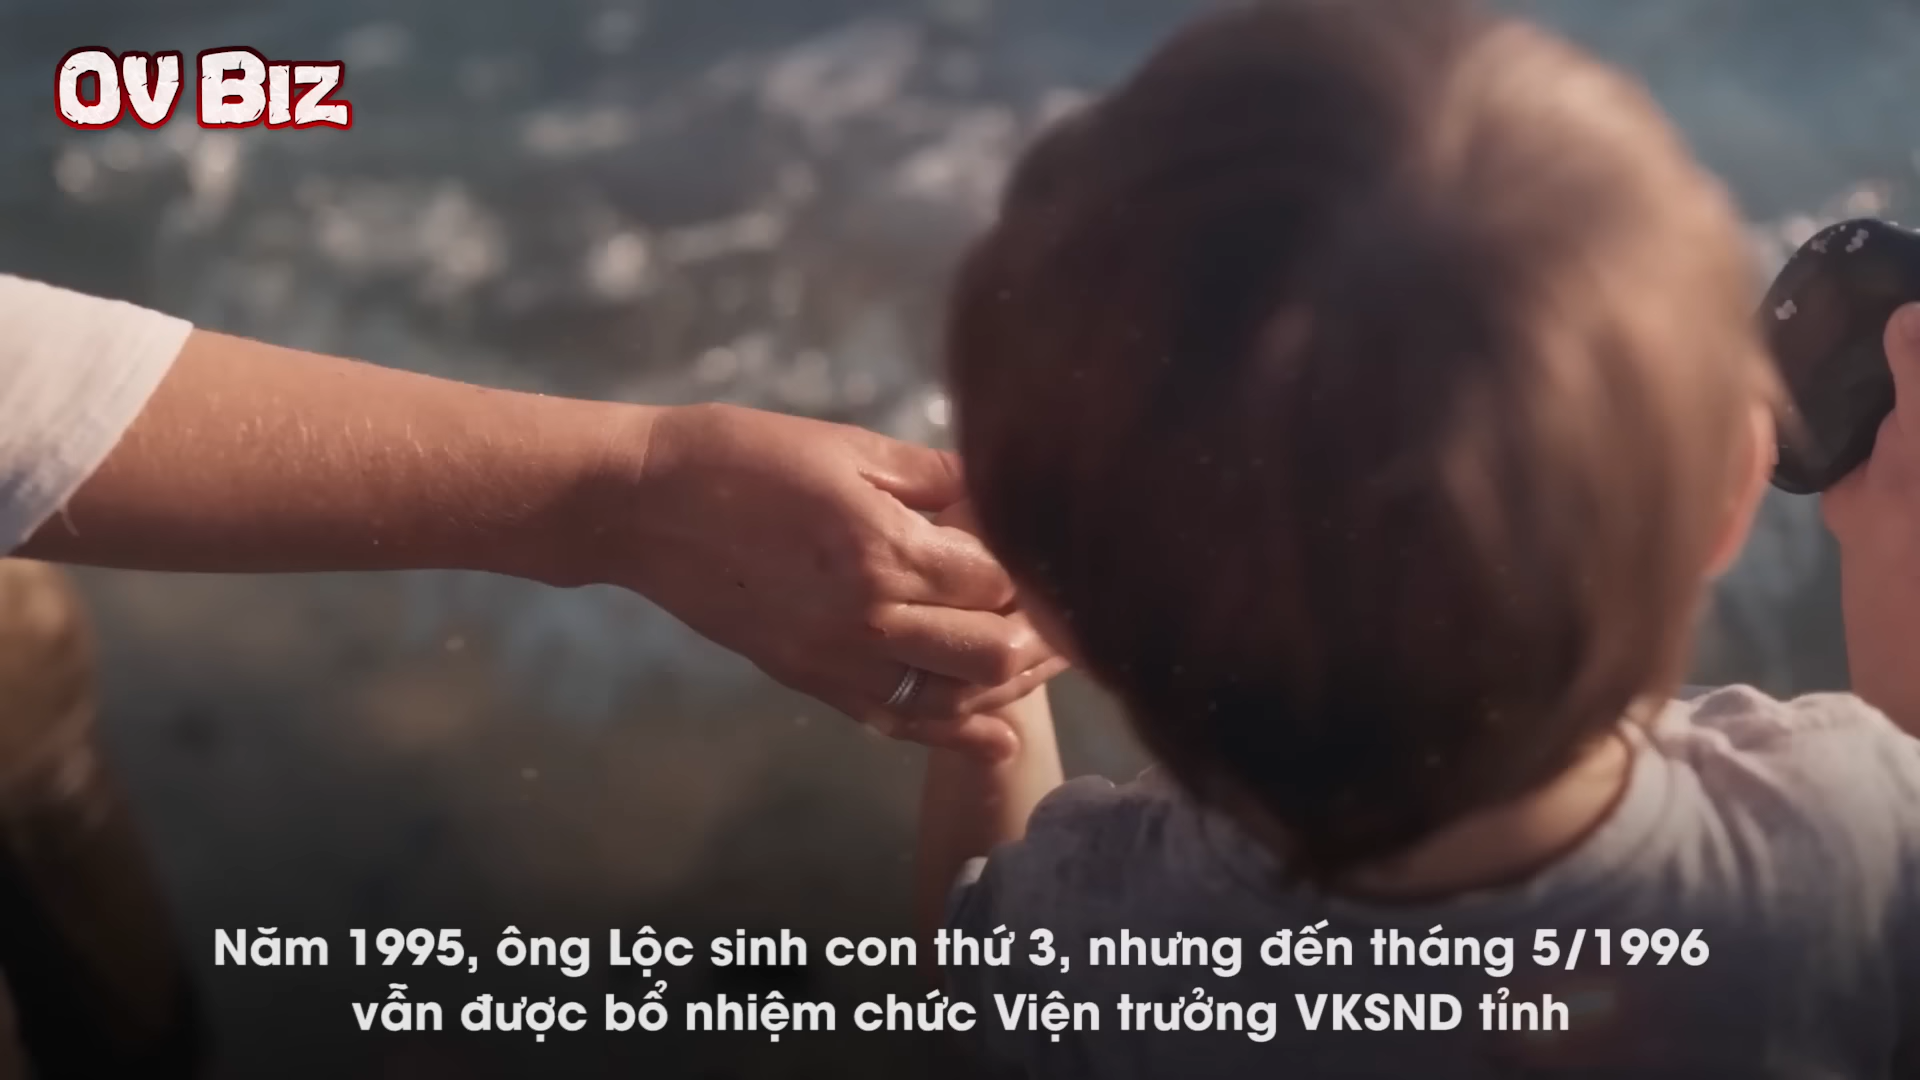 OV BIZ
Năm 1995, ông Lộc sinh con thứ 3, nhưng đến tháng 5/1996
vẫn được bổ nhiệm chức Viện trưởng VKSND tỉnh